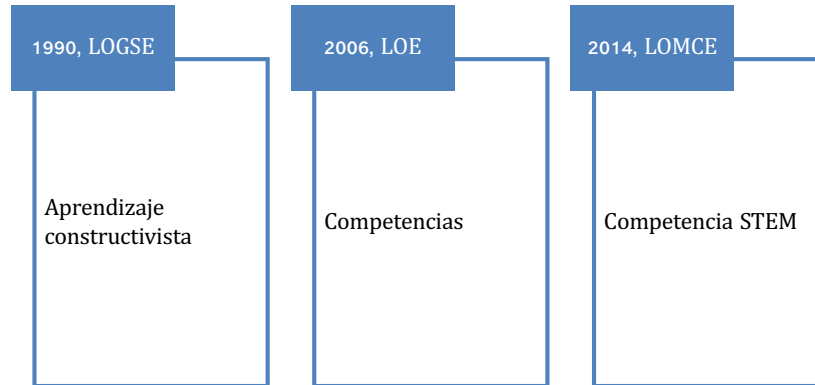 1990, LOGSE
Aprendizaje
constructivista
2006, LOE
Competencias
2014, LOMCE
Competencia STEM